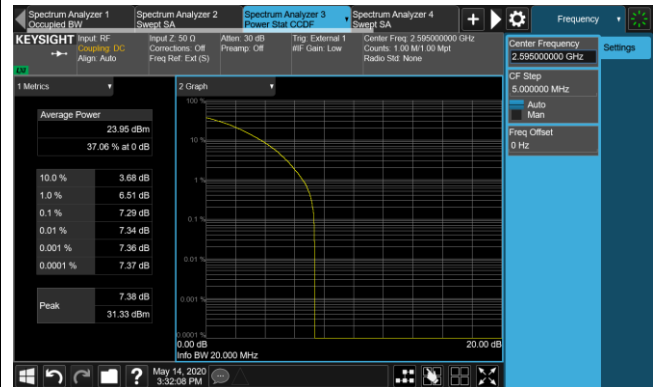 Spectrum Analyzer 1
Occupied BW
Spectrum Analyzer 2
Swept SA
Spectrum Analyzer 3
Power Stat CCDF
Spectrum Analyzer 4
Swept SA
Frequency
KEYSIGHT
Input: RF
Coupling: DC
Align: Auto
Input Z: 50 Ω
Corrections: Off
Freq Ref: Ext (S)
Atten: 30 dB
Preamp: Off
Trig: External 1
#IF Gain: Low
Center Freq: 2.595000000 GHz
Counts: 1.00 M/1.00 Mpt
Radio Std: None
LXI
Center Frequency
2.595000000 GHz
Settings
CF Step
5.000000 MHz
Auto
Man
Freq Offset
0 Hz
1 Metrics
2 Graph
Average Power
23.95 dBm
37.06 % at 0 dB
10.0 % 3.68 dB
1.0 % 6.51 dB
0.1 % 7.29 dB
0.01 % 7.34 dB
0.001 % 7.36 dB
0.0001 % 7.37 dB
Peak
7.38 dB
31.33 dBm
100 %
10 %
1 %
0.1 %
0.001 %
0.0001 %
0.00 dB
20.00 dB
Info BW 20.000 MHz
May 14, 2020
3:32:08 PM